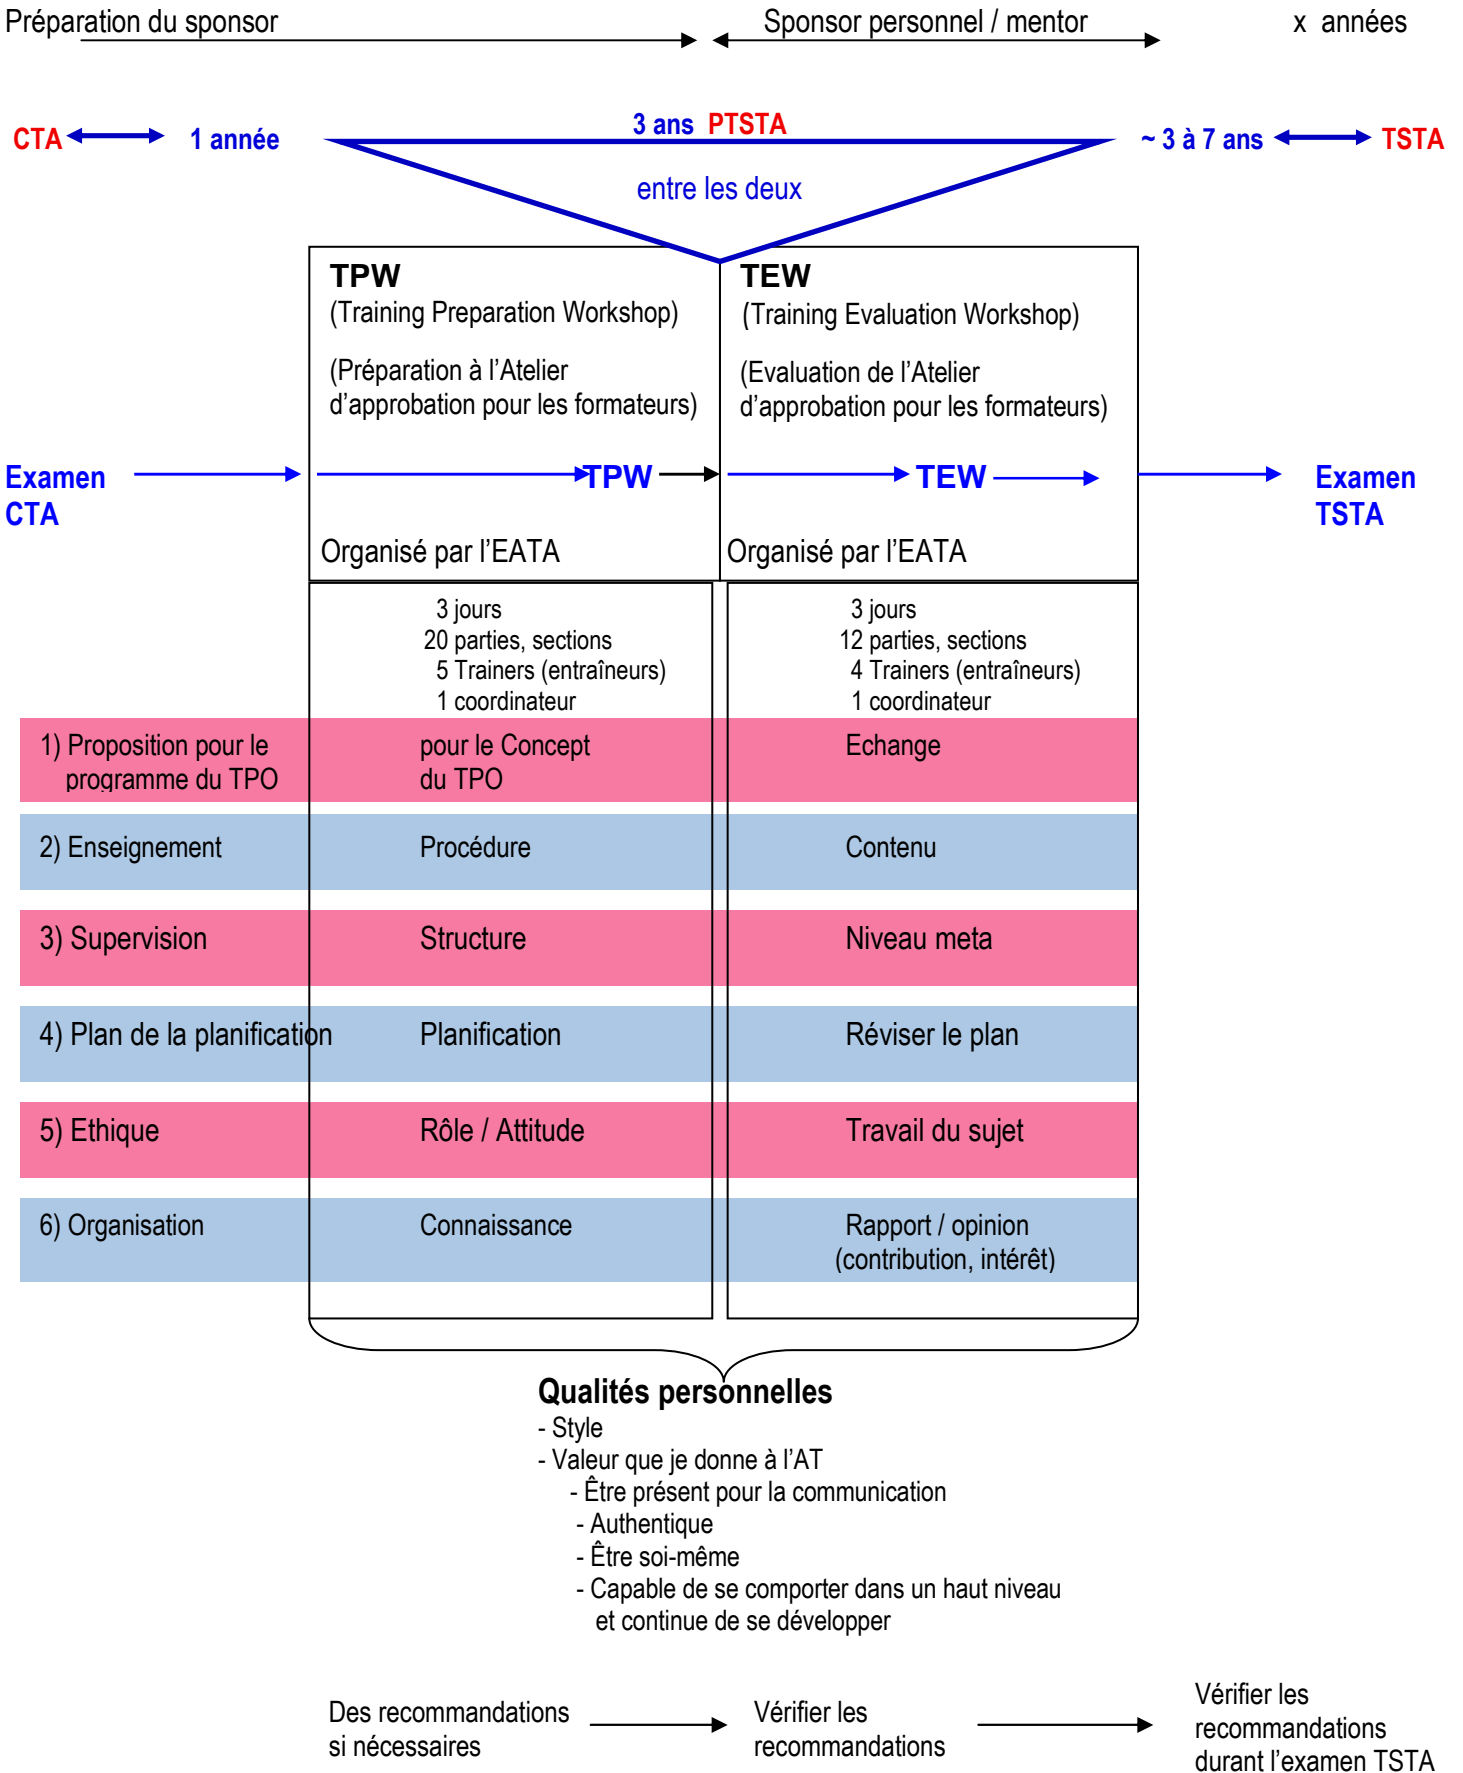 Préparation du sponsor
Sponsor personnel / mentor
x années
CTA
1 année
3 ans PTSTA
~ 3 à 7 ans
TSTA
entre les deux
TPW
(Training Preparation Workshop)
(Préparation à l’Atelier
d’approbation pour les formateurs)
TEW
(Training Evaluation Workshop)
(Evaluation de l’Atelier
d’approbation pour les formateurs)
Examen
CTA
TPW
TEW
Examen
TSTA
Organisé par l’EATA
Organisé par l’EATA
3 jours
20 parties, sections
5 Trainers (entraîneurs)
1 coordinateur
3 jours
12 parties, sections
4 Trainers (entraîneurs)
1 coordinateur
1) Proposition pour le
programme du TPO
pour le Concept
du TPO
Echange
2) Enseignement
Procédure
Contenu
3) Supervision
Structure
Niveau meta
4) Plan de la planification
Planification
Réviser le plan
5) Ethique
Rôle / Attitude
Travail du sujet
6) Organisation
Connaissance
Rapport / opinion
(contribution, intérêt)
Qualités personnelles
- Style
- Valeur que je donne à l’AT
- Être présent pour la communication
- Authentique
- Être soi-même
- Capable de se comporter dans un haut niveau
et continue de se développer
Des recommandations
si nécessaires
Vérifier les
recommandations
Vérifier les
recommandations
durant l’examen TSTA